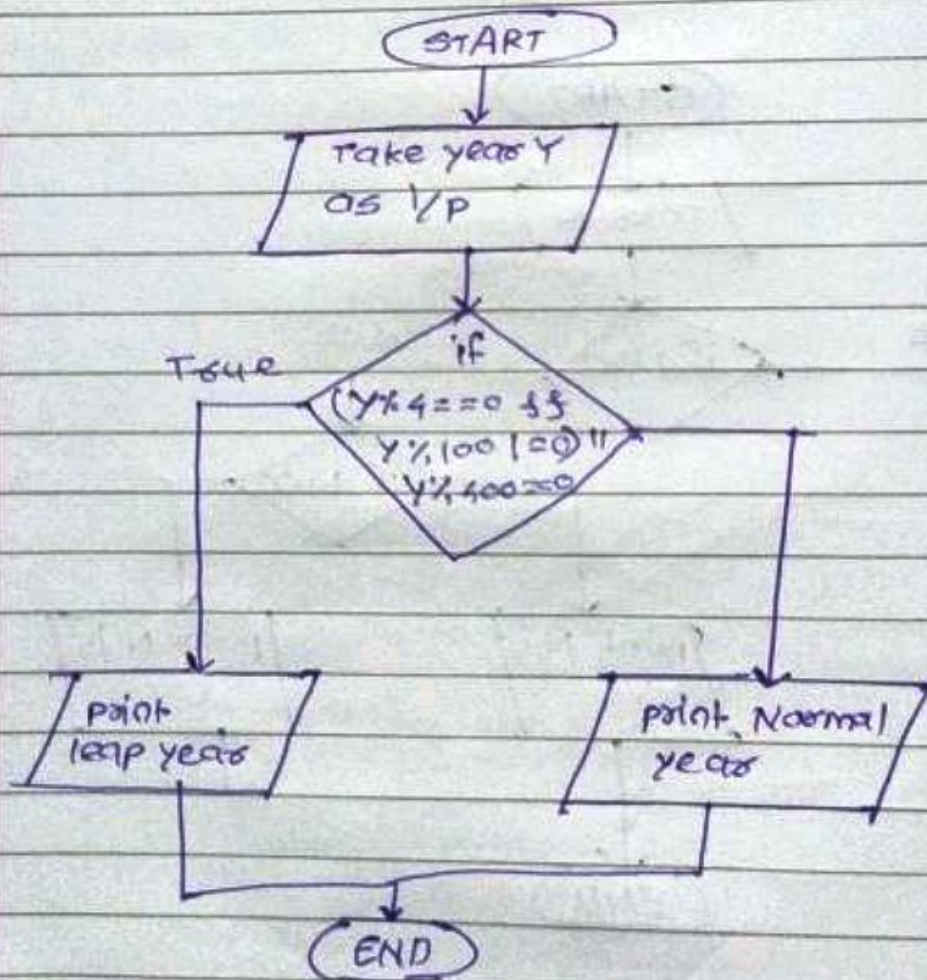 START
Take year Y
as I/P
if
True
(Y%4==0 &&
Y%100!=0) ||
Y%400==0
print
leap year
print Normal
year
END